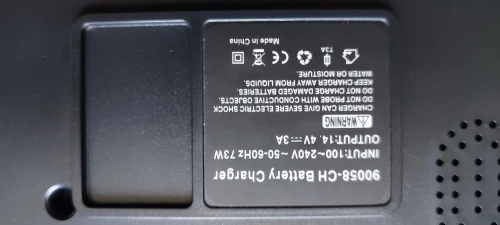 90058-CH Battery Charger
INPUT:100~240V ~50-60Hz 73W
OUTPUT:14. 4V⎓3A
⚠ WARNING
CHARGER CAN GIVE SEVERE ELECTRIC SHOCK
DO NOT PROBE WITH CONDUCTIVE OBJECTS.
DO NOT CHARGE DAMAGED BATTERIES.
KEEP CHARGER AWAY FROM LIQUIDS.
WATER OR MOISTURE.
T3A
CE
Made in China